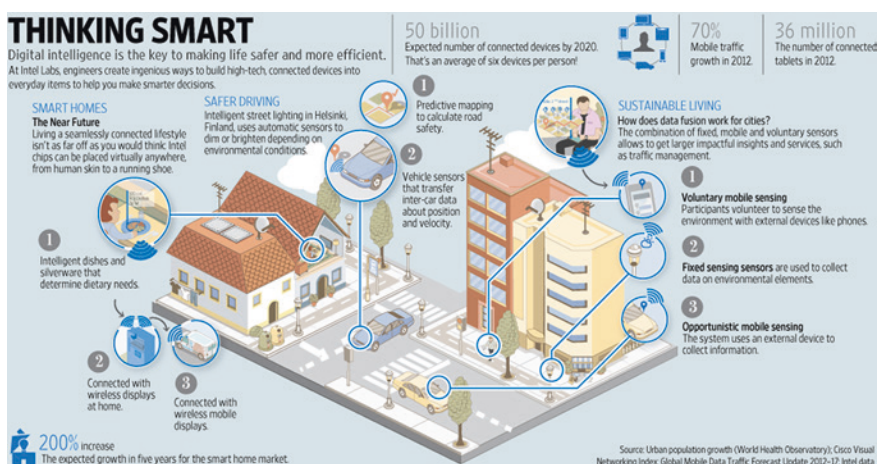 THINKING SMART
Digital intelligence is the key to making life safer and more efficient.
At Intel Labs, engineers create ingenious ways to build high-tech, connected devices into
everyday items to help you make smarter decisions.
50 billion
Expected number of connected devices by 2020.
That's an average of six devices per person!
70%
Mobile traffic
growth in 2012.
36 million
The number of connected
tablets in 2012.
SMART HOMES
The Near Future
Living a seamlessly connected lifestyle
isn't as far off as you would think: Intel
chips can be placed virtually anywhere,
from human skin to a running shoe.
1
Intelligent dishes and
silverware that
determine dietary needs.
2
Connected with
wireless displays
at home.
3
Connected with
wireless mobile
displays.
SAFER DRIVING
Intelligent street lighting in Helsinki,
Finland, uses automatic sensors to
dim or brighten depending on
environmental conditions.
1
Predictive mapping
to calculate road
safety.
2
Vehicle sensors
that transfer
inter-car data
about position
and velocity.
SUSTAINABLE LIVING
How does data fusion work for cities?
The combination of fixed, mobile and voluntary sensors
allows to get larger impactful insights and services, such
as traffic management.
1
Voluntary mobile sensing
Participants volunteer to sense the
environment with external devices like phones.
2
Fixed sensing sensors are used to collect
data on environmental elements.
3
Opportunistic mobile sensing
The system uses an external device to
collect information.
200% increase
The expected growth in five years for the smart home market.
Source: Urban population growth (World Health Observatory); Cisco Visual
Networking Index: Global Mobile Data Traffic Forecast Update 2012-17, Intel data